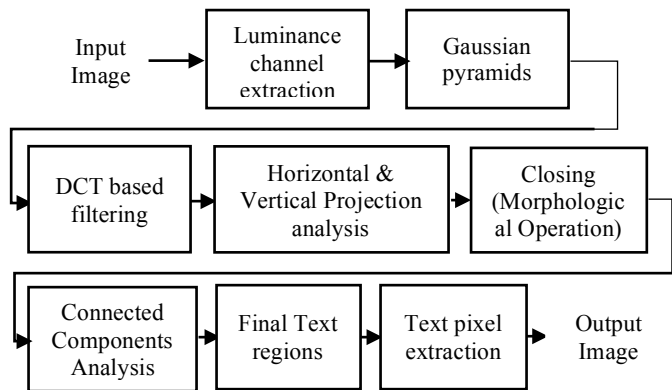 Input
Image
Luminance
channel
extraction
Gaussian
pyramids
DCT based
filtering
Horizontal &
Vertical Projection
analysis
Closing
(Morphologic
al Operation)
Connected
Components
Analysis
Final Text
regions
Text pixel
extraction
Output
Image